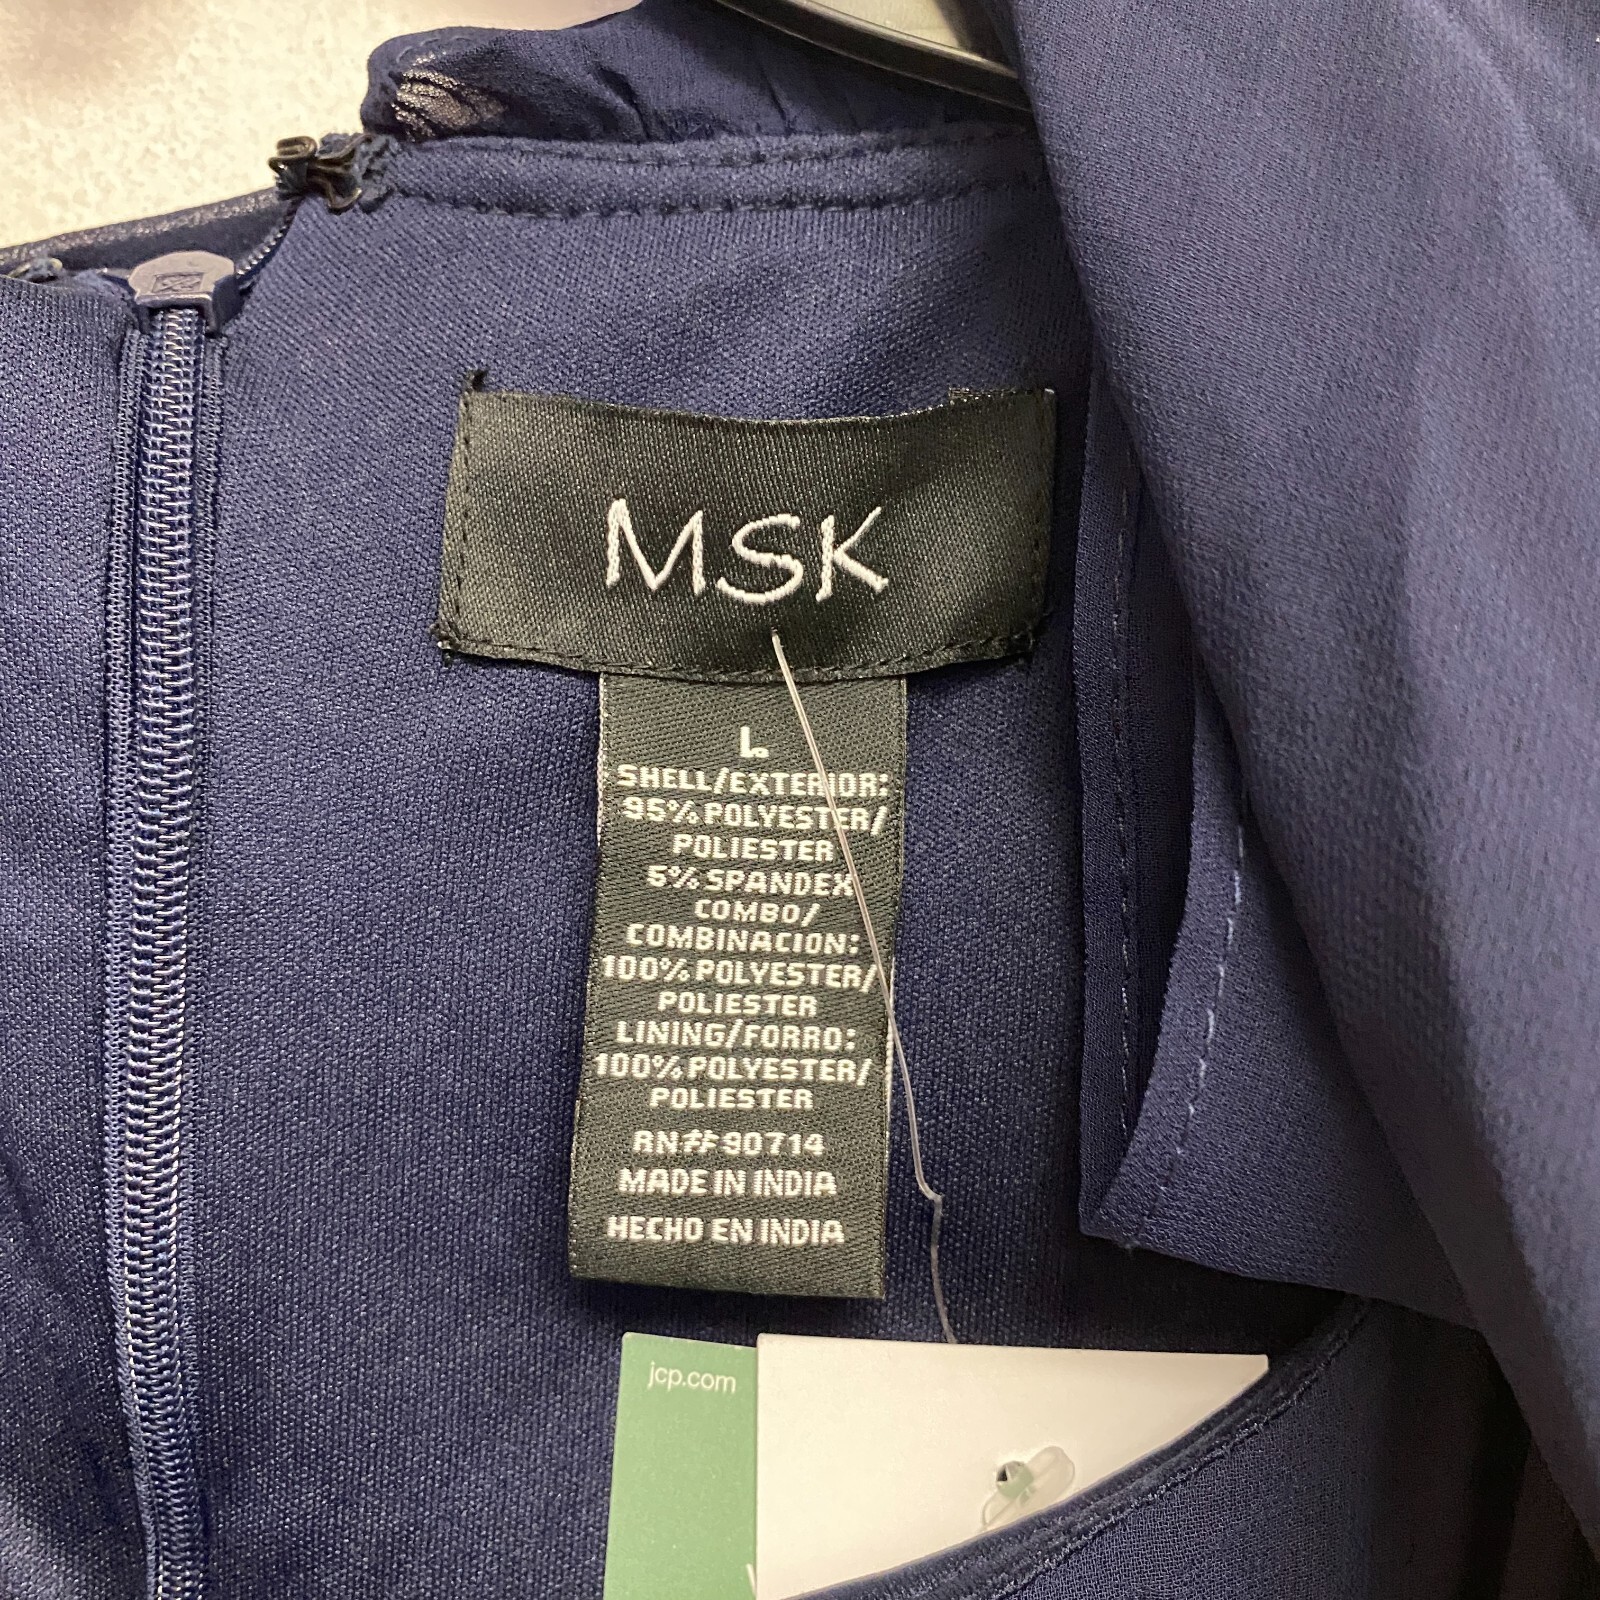 MSK
L
SHELL/EXTERIOR:
95% POLYESTER/
POLIESTER
5% SPANDEX
COMBO/
COMBINACION:
100% POLYESTER/
POLIESTER
LINING/FORRO:
100% POLYESTER/
POLIESTER
RN# 90714
MADE IN INDIA
HECHO EN INDIA
jcp.com